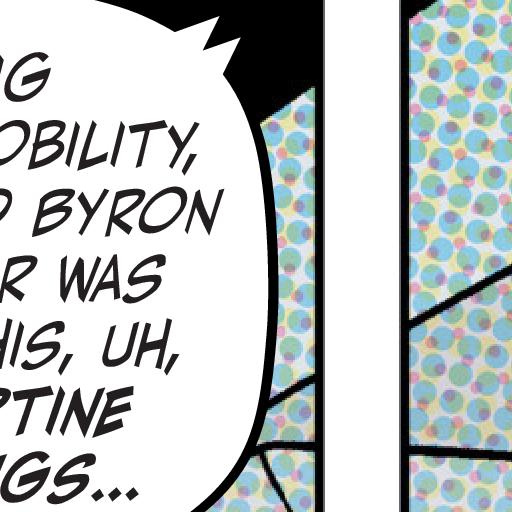 NG
OBILITY,
D BYRON
R WAS
HIS, UH,
PTINE
NGS...